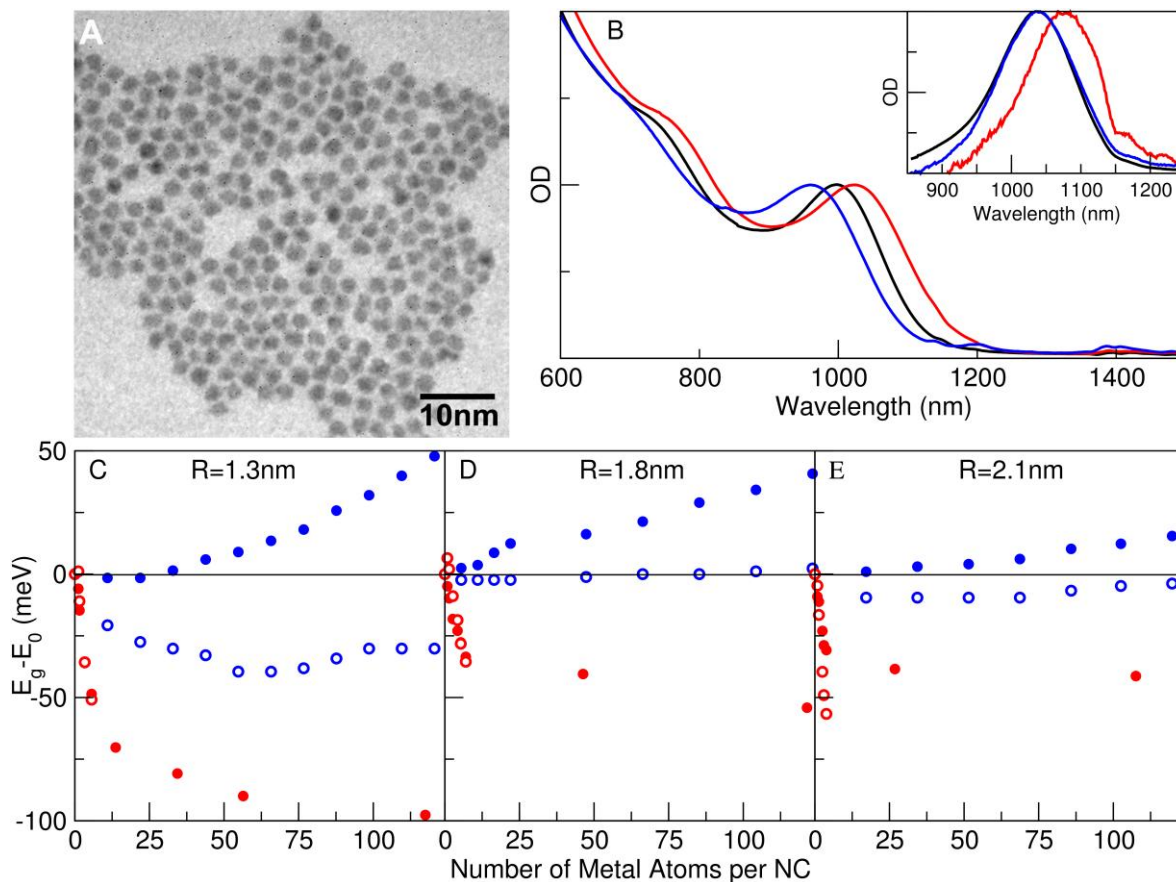 A
10nm
B
OD
600
800
1000
1200
1400
Wavelength (nm)
OD
900
1000
1100
1200
Wavelength (nm)
C
R=1.3nm
D
R=1.8nm
E
R=2.1nm
E_g-E_0 (meV)
50
0
-50
-100
0
25
50
75
100
0
25
50
75
100
0
25
50
75
100
Number of Metal Atoms per NC